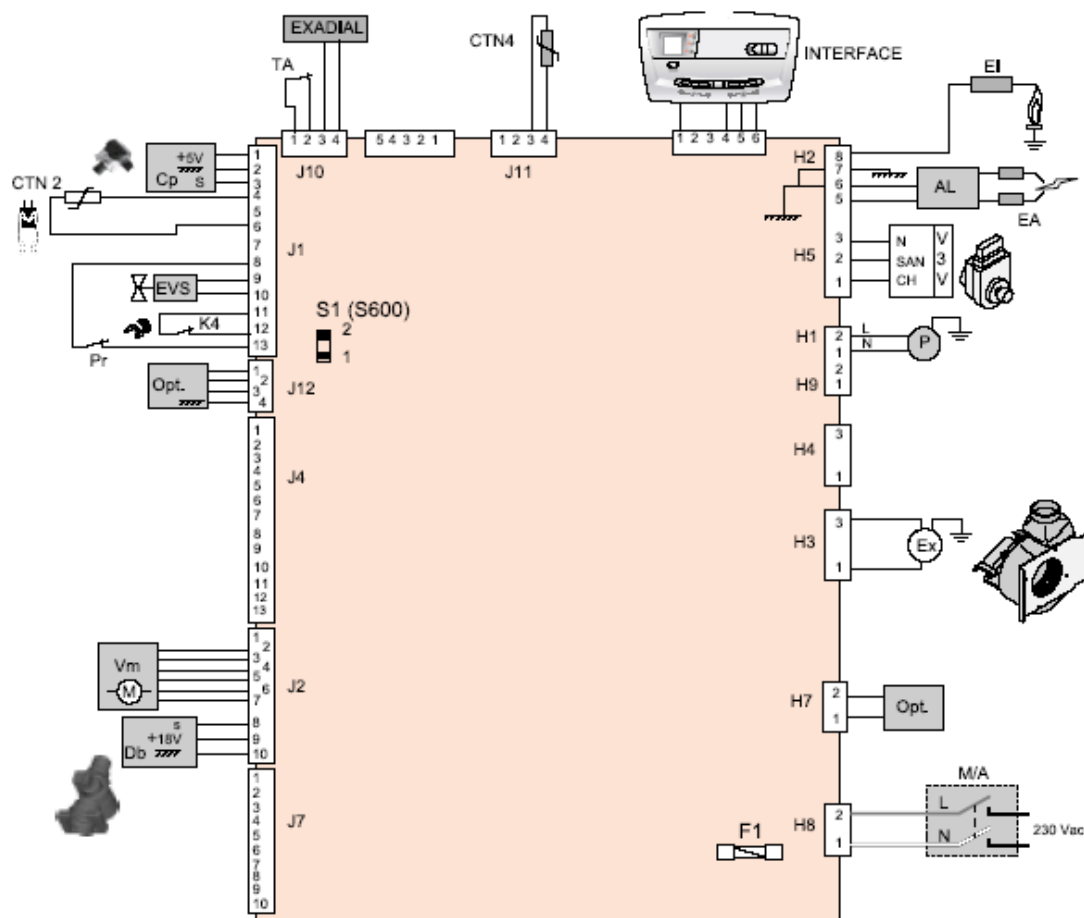 EXADIAL
TA
CTN4
INTERFACE
EI
1 2 3 4
5 4 3 2 1
1 2 3 4
1 2 3 4 5 6
J10
J11
H2
8
7
6
5
AL
EA
+5V
Cp S
CTN 2
1
2
3
4
5
6
7
8
9
10
11
12
13
J1
EVS
K4
Pr
S1 (S600)
2
1
H5
3
2
1
N
SAN
CH
V
3
V
H1
2
1
L
N
P
H9
2
1
Opt.
1
2
3
4
J12
J4
1
2
3
4
5
6
7
8
9
10
11
12
13
H4
3
1
H3
3
1
Ex
Vm
M
1
2
3
4
5
6
7
8
9
10
J2
S
+18V
Db
H7
2
1
Opt.
J7
1
2
3
4
5
6
7
8
9
10
F1
H8
2
1
M/A
L
N
230 Vac